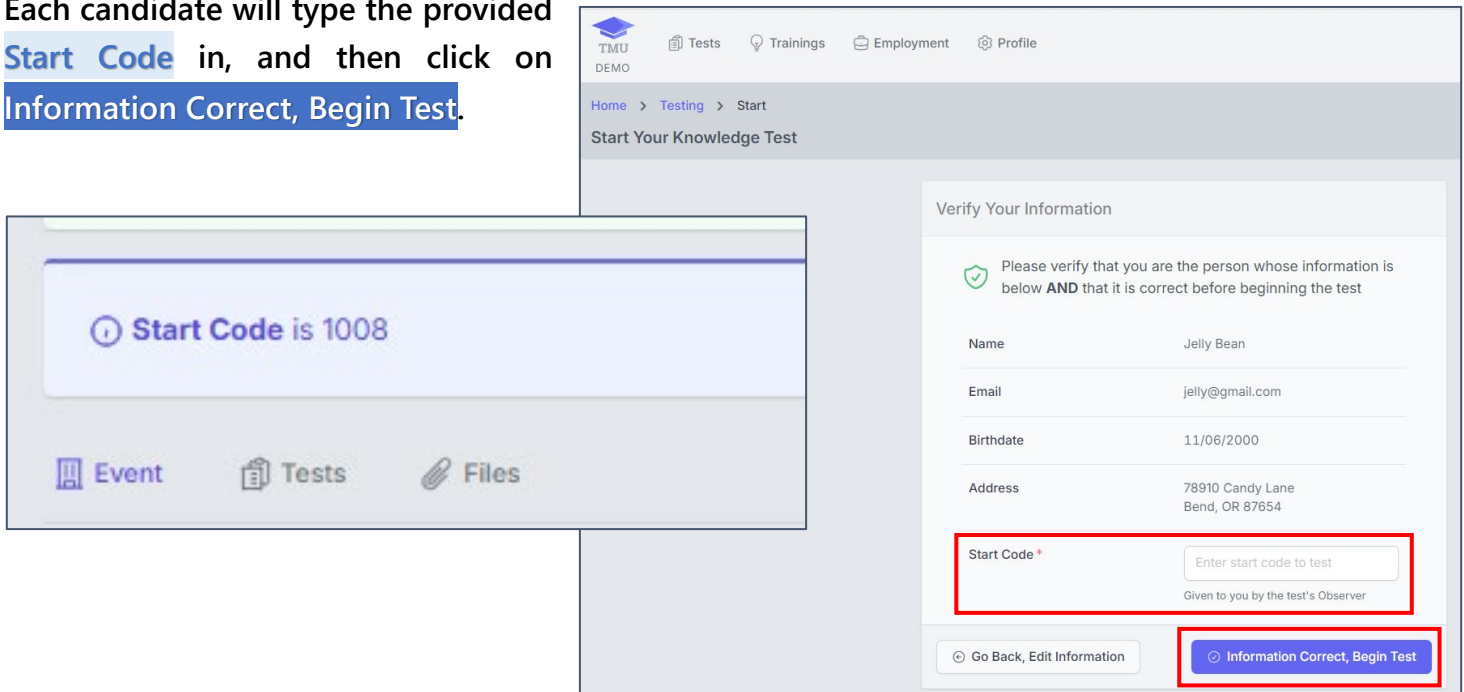 Each candidate will type the provided
Start Code in, and then click on
Information Correct, Begin Test.
Start Code is 1008
Event Tests Files
TMU
DEMO
Tests Trainings Employment Profile
Home > Testing > Start
Start Your Knowledge Test
Verify Your Information
Please verify that you are the person whose information is
below AND that it is correct before beginning the test
Name Jelly Bean
Email jelly@gmail.com
Birthdate 11/06/2000
Address 78910 Candy Lane
Bend, OR 87654
Start Code * Enter start code to test
Given to you by the test's Observer
Go Back, Edit Information Information Correct, Begin Test